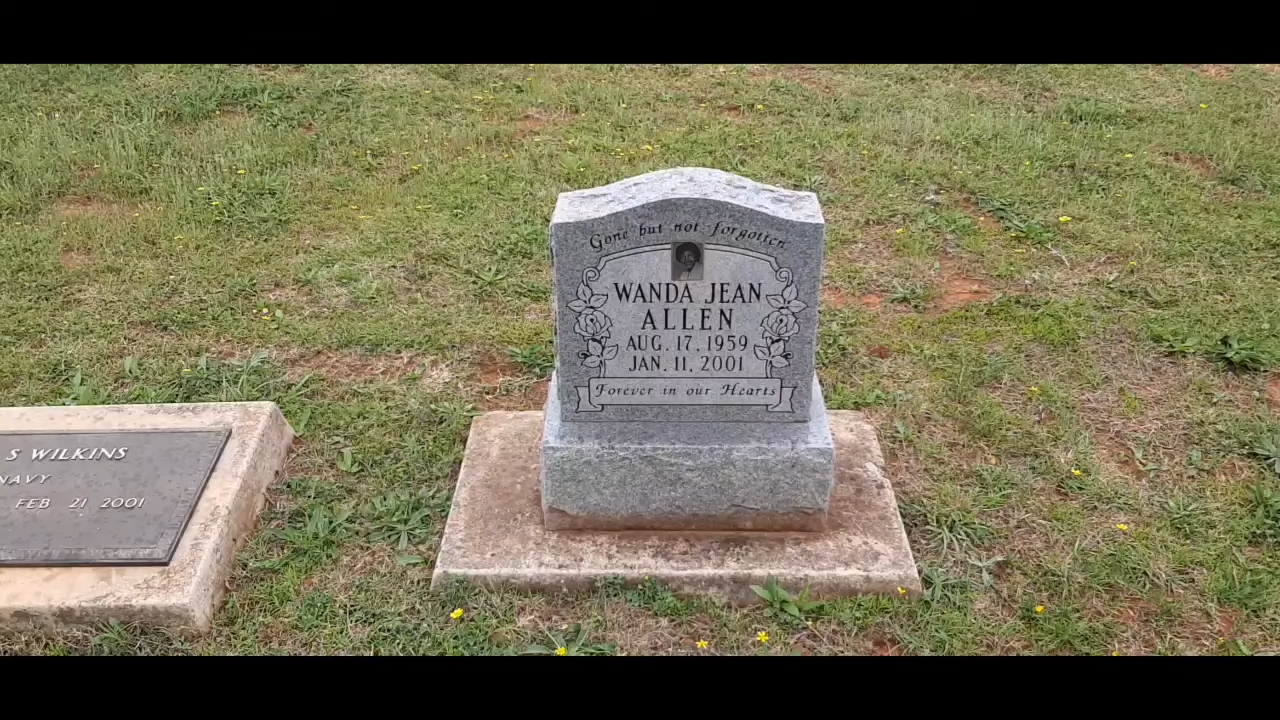 Gone but not forgotten
WANDA JEAN
ALLEN
AUG. 17, 1959
JAN. 11, 2001
Forever in our Hearts
S WILKINS
NAVY
FEB 21 2001